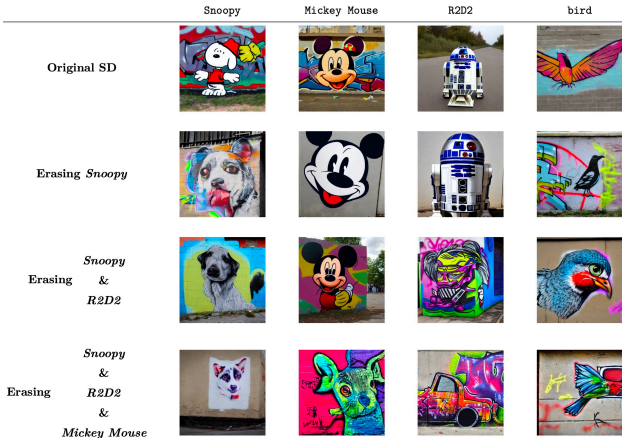 Snoopy Mickey Mouse R2D2 bird
Original SD
Erasing Snoopy
Snoopy
Erasing &
R2D2
Snoopy
&
Erasing R2D2
&
Mickey Mouse